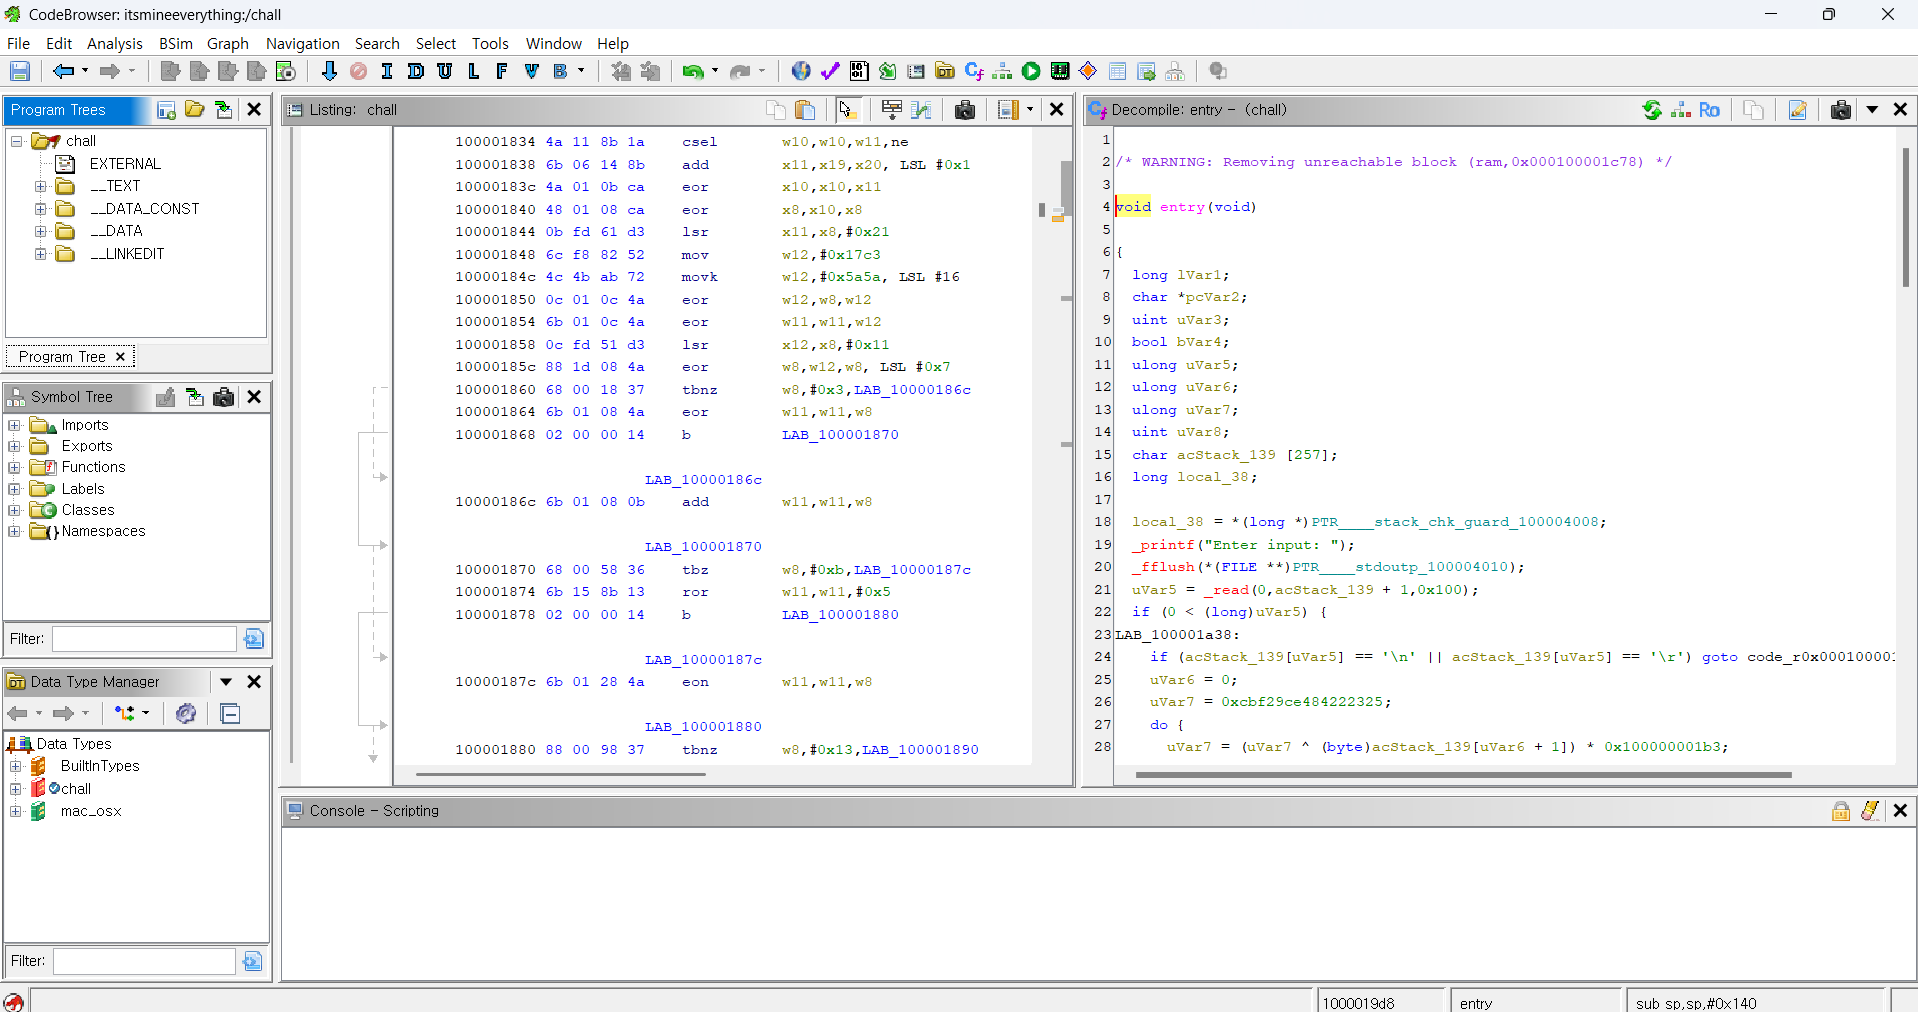 CodeBrowser: itsmineeverything:/chall
File Edit Analysis BSim Graph Navigation Search Select Tools Window Help
I D U L F V B
Program Trees
chall
EXTERNAL
__TEXT
__DATA_CONST
__DATA
__LINKEDIT
Program Tree
Symbol Tree
Imports
Exports
Functions
Labels
Classes
Namespaces
Filter:
Data Type Manager
Data Types
BuiltInTypes
chall
mac_osx
Filter:
Listing: chall
100001834 4a 11 8b 1a csel w10,w10,w11,ne
100001838 6b 06 14 8b add x11,x19,x20, LSL #0x1
10000183c 4a 01 0b ca eor x10,x10,x11
100001840 48 01 08 ca eor x8,x10,x8
100001844 0b fd 61 d3 lsr x11,x8,#0x21
100001848 6c f8 82 52 mov w12,#0x17c3
10000184c 4c 4b ab 72 movk w12,#0x5a5a, LSL #16
100001850 0c 01 0c 4a eor w12,w8,w12
100001854 6b 01 0c 4a eor w11,w11,w12
100001858 0c fd 51 d3 lsr x12,x8,#0x11
10000185c 88 1d 08 4a eor w8,w12,w8, LSL #0x7
100001860 68 00 18 37 tbnz w8,#0x3,LAB_10000186c
100001864 6b 01 08 4a eor w11,w11,w8
100001868 02 00 00 14 b LAB_100001870
LAB_10000186c
10000186c 6b 01 08 0b add w11,w11,w8
LAB_100001870
100001870 68 00 58 36 tbz w8,#0xb,LAB_10000187c
100001874 6b 15 8b 13 ror w11,w11,#0x5
100001878 02 00 00 14 b LAB_100001880
LAB_10000187c
10000187c 6b 01 28 4a eon w11,w11,w8
LAB_100001880
100001880 88 00 98 37 tbnz w8,#0x13,LAB_100001890
Decompile: entry - (chall)
Ro
1
2 /* WARNING: Removing unreachable block (ram,0x000100001c78) */
3
4 void entry(void)
5
6 {
7 long lVar1;
8 char *pcVar2;
9 uint uVar3;
10 bool bVar4;
11 ulong uVar5;
12 ulong uVar6;
13 ulong uVar7;
14 uint uVar8;
15 char acStack_139 [257];
16 long local_38;
17
18 local_38 = *(long *)PTR____stack_chk_guard_100004008;
19 _printf("Enter input: ");
20 _fflush(*(FILE **)PTR____stdoutp_100004010);
21 uVar5 = _read(0,acStack_139 + 1,0x100);
22 if (0 < (long)uVar5) {
23 LAB_100001a38:
24 if (acStack_139[uVar5] == '\n' || acStack_139[uVar5] == '\r') goto code_r0x000100001
25 uVar6 = 0;
26 uVar7 = 0xcbf29ce484222325;
27 do {
28 uVar7 = (uVar7 ^ (byte)acStack_139[uVar6 + 1]) * 0x100000001b3;
Console - Scripting
1000019d8 entry sub sp,sp,#0x140